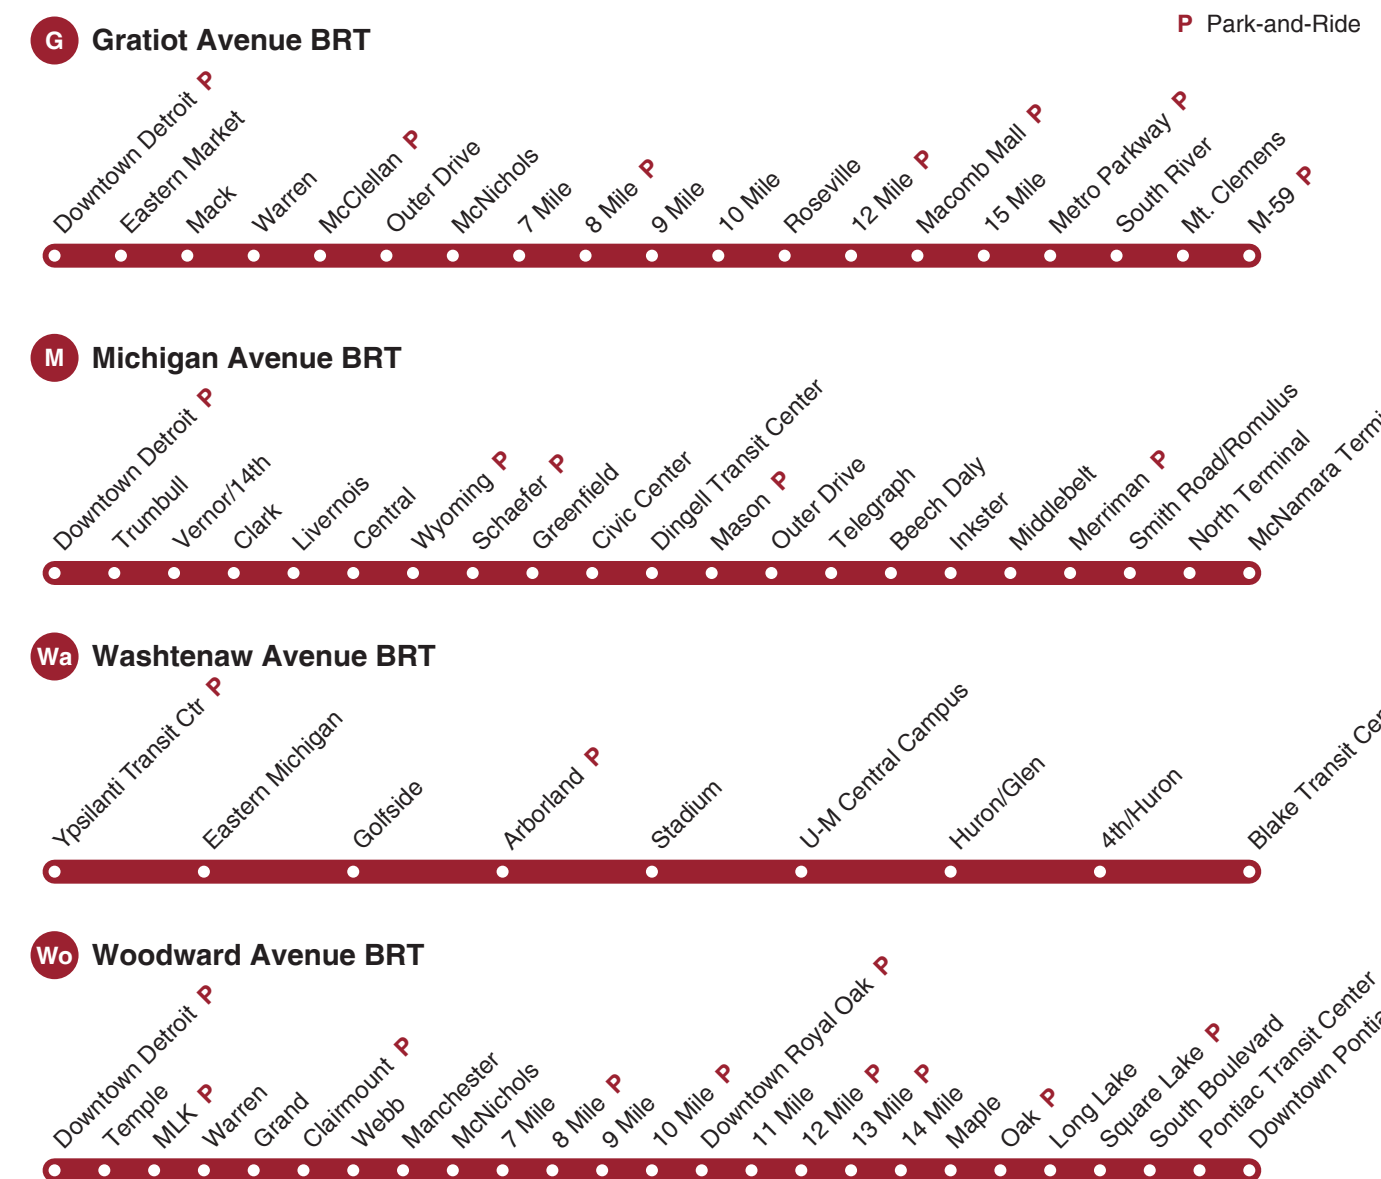 G Gratiot Avenue BRT
P Park-and-Ride
Downtown Detroit P
Eastern Market
Mack
Warren
McClellan P
Outer Drive
McNichols
7 Mile
8 Mile P
9 Mile
10 Mile
Roseville
12 Mile P
Macomb Mall P
15 Mile
Metro Parkway P
South River
Mt. Clemens
M-59 P
M Michigan Avenue BRT
Downtown Detroit P
Trumbull
Vernor/14th
Clark
Livernois
Central
Wyoming P
Schaefer P
Greenfield
Civic Center
Dingell Transit Center
Mason P
Outer Drive
Telegraph
Beech Daly
Inkster
Middlebelt
Merriman P
Smith Road/Romulus
North Terminal
McNamara Termi
Wa Washtenaw Avenue BRT
Ypsilanti Transit Ctr P
Eastern Michigan
Golfside
Arborland P
Stadium
U-M Central Campus
Huron/Glen
4th/Huron
Blake Transit Cen
Wo Woodward Avenue BRT
Downtown Detroit P
Temple
MLK P
Warren
Grand
Clairmount P
Webb
Manchester
McNichols
7 Mile
8 Mile P
9 Mile
10 Mile P
Downtown Royal Oak P
11 Mile
12 Mile P
13 Mile P
14 Mile
Maple
Oak P
Long Lake
Square Lake P
South Boulevard
Pontiac Transit Center
Downtown Pontia